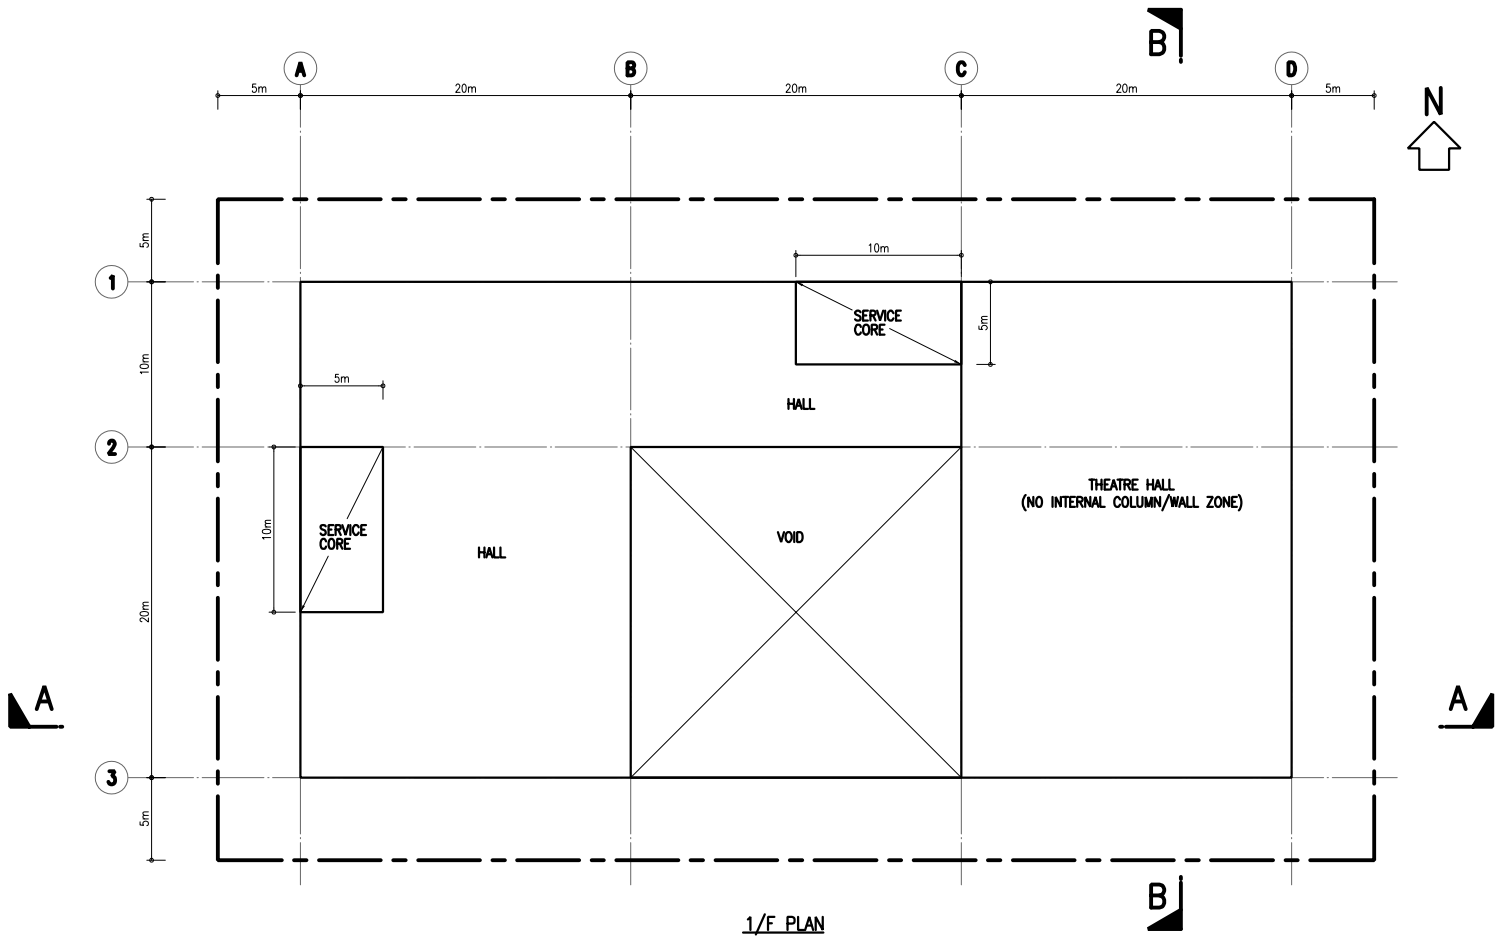 B
A
B
C
D
5m
20m
20m
20m
5m
N
5m
10m
1
SERVICE
CORE
5m
10m
5m
HALL
2
THEATRE HALL
(NO INTERNAL COLUMN/WALL ZONE)
10m
SERVICE
CORE
VOID
HALL
20m
A
A
3
5m
B
1/F PLAN